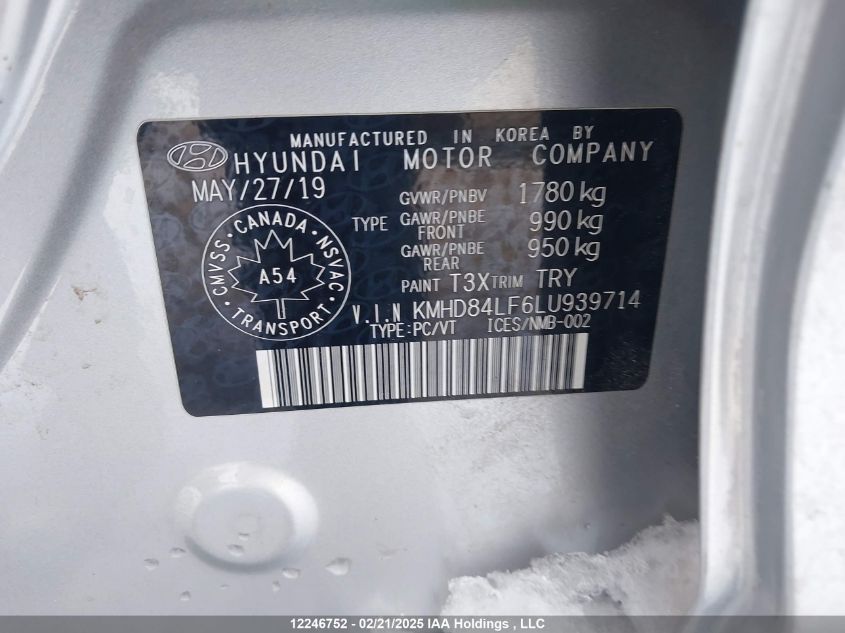 MANUFACTURED IN KOREA BY
HYUNDAI MOTOR COMPANY
MAY/27/19
GVWR/PNBV 1780 kg
TYPE GAWR/PNBE FRONT 990 kg
GAWR/PNBE REAR 950 kg
PAINT T3X TRIM TRY
V.I.N KMHD84LF6LU939714
TYPE:PC/VT ICES/NMB-002
CMVSS • CANADA • NSVAC • TRANSPORT •
A54
12246752 - 02/21/2025 IAA Holdings , LLC